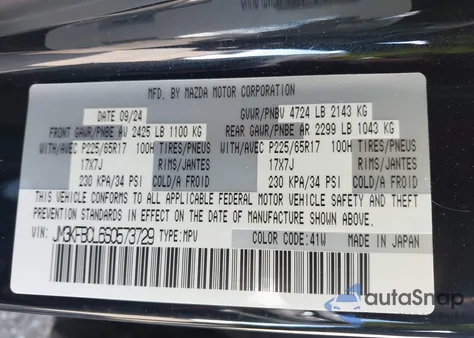 MFD. BY MAZDA MOTOR CORPORATION
DATE 09/24 GVWR/PNBV 4724 LB 2143 KG
FRONT GAWR/PNBE AV 2425 LB 1100 KG REAR GAWR/PNBE AR 2299 LB 1043 KG
WITH/AVEC P225/65R17 100H TIRES/PNEUS WITH/AVEC P225/65R17 100H TIRES/PNEUS
17X7J RIMS/JANTES 17X7J RIMS/JANTES
230 KPA/34 PSI COLD/A FROID 230 KPA/34 PSI COLD/A FROID
THIS VEHICLE CONFORMS TO ALL APPLICABLE FEDERAL MOTOR VEHICLE SAFETY AND THEFT
PREVENTION STANDARDS IN EFFECT ON THE DATE OF MANUFACTURE SHOWN ABOVE.
VIN: JM3KFBCL6S0573729 TYPE:MPV COLOR CODE:41W MADE IN JAPAN
autoSnap